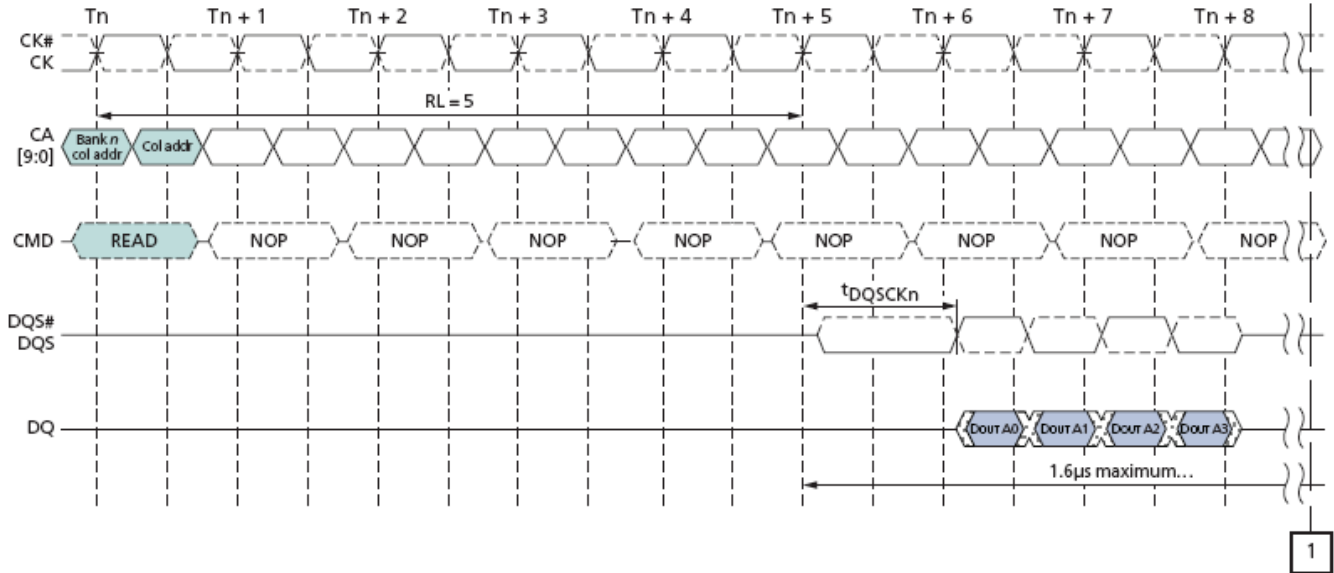 Tn Tn + 1 Tn + 2 Tn + 3 Tn + 4 Tn + 5 Tn + 6 Tn + 7 Tn + 8
CK#
CK
RL = 5
CA
[9:0]
Bank n
col addr
Col addr
CMD READ NOP NOP NOP NOP NOP NOP NOP NOP
tDQSCKn
DQS#
DQS
DQ DOUT A0 DOUT A1 DOUT A2 DOUT A3
1.6µs maximum…
1